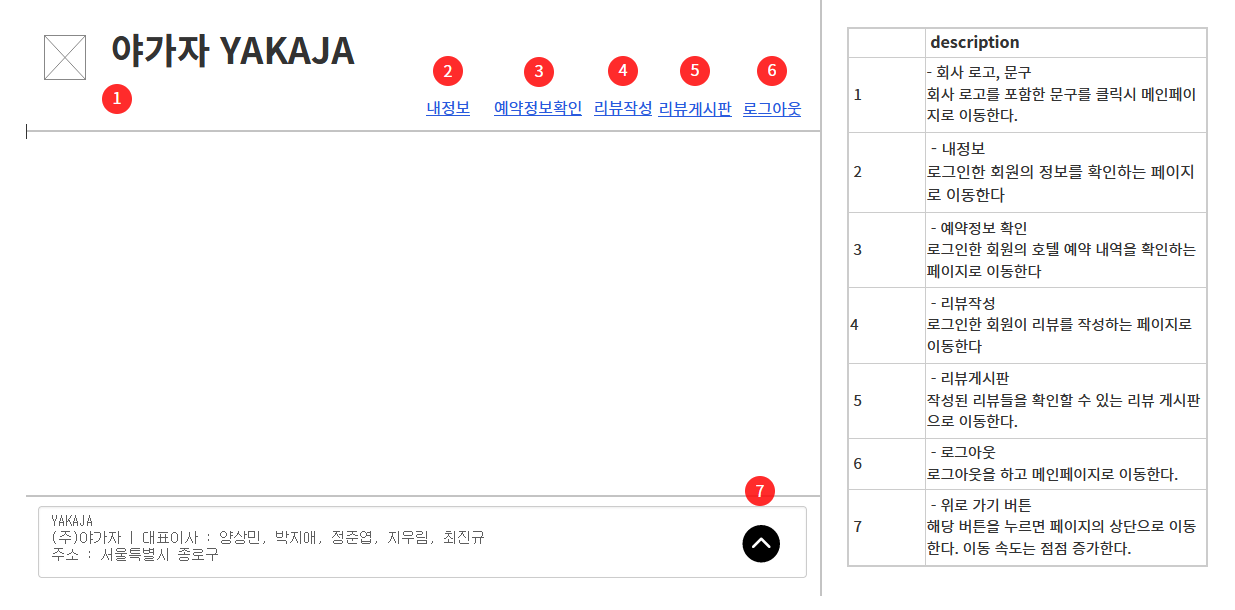 야가자 YAKAJA
1
2
3
4
5
6
내정보
예약정보확인
리뷰작성
리뷰게시판
로그아웃
7
YAKAJA
(주)야가자 | 대표이사 : 양상민, 박지애, 정준엽, 지우림, 최진규
주소 : 서울특별시 종로구
description
1
- 회사 로고, 문구
회사 로고를 포함한 문구를 클릭시 메인페이
지로 이동한다.
2
- 내정보
로그인한 회원의 정보를 확인하는 페이지
로 이동한다
3
- 예약정보 확인
로그인한 회원의 호텔 예약 내역을 확인하는
페이지로 이동한다
4
- 리뷰작성
로그인한 회원이 리뷰를 작성하는 페이지로
이동한다
5
- 리뷰게시판
작성된 리뷰들을 확인할 수 있는 리뷰 게시판
으로 이동한다.
6
- 로그아웃
로그아웃을 하고 메인페이지로 이동한다.
7
- 위로 가기 버튼
해당 버튼을 누르면 페이지의 상단으로 이동
한다. 이동 속도는 점점 증가한다.